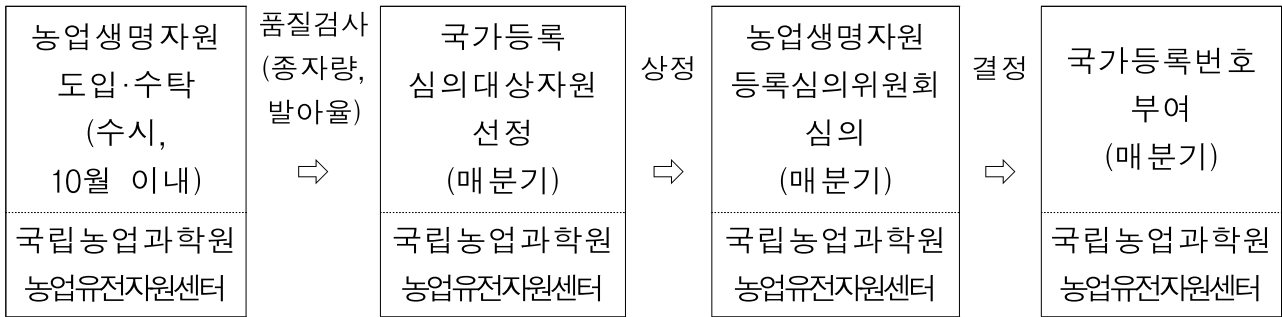 농업생명자원
도입·수탁
(수시,
10월 이내)
국립농업과학원
농업유전자원센터
품질검사
(종자량,
발아율)
⇨
국가등록
심의대상자원
선정
(매분기)
국립농업과학원
농업유전자원센터
상정
⇨
농업생명자원
등록심의위원회
심의
(매분기)
국립농업과학원
농업유전자원센터
결정
⇨
국가등록번호
부여
(매분기)
국립농업과학원
농업유전자원센터